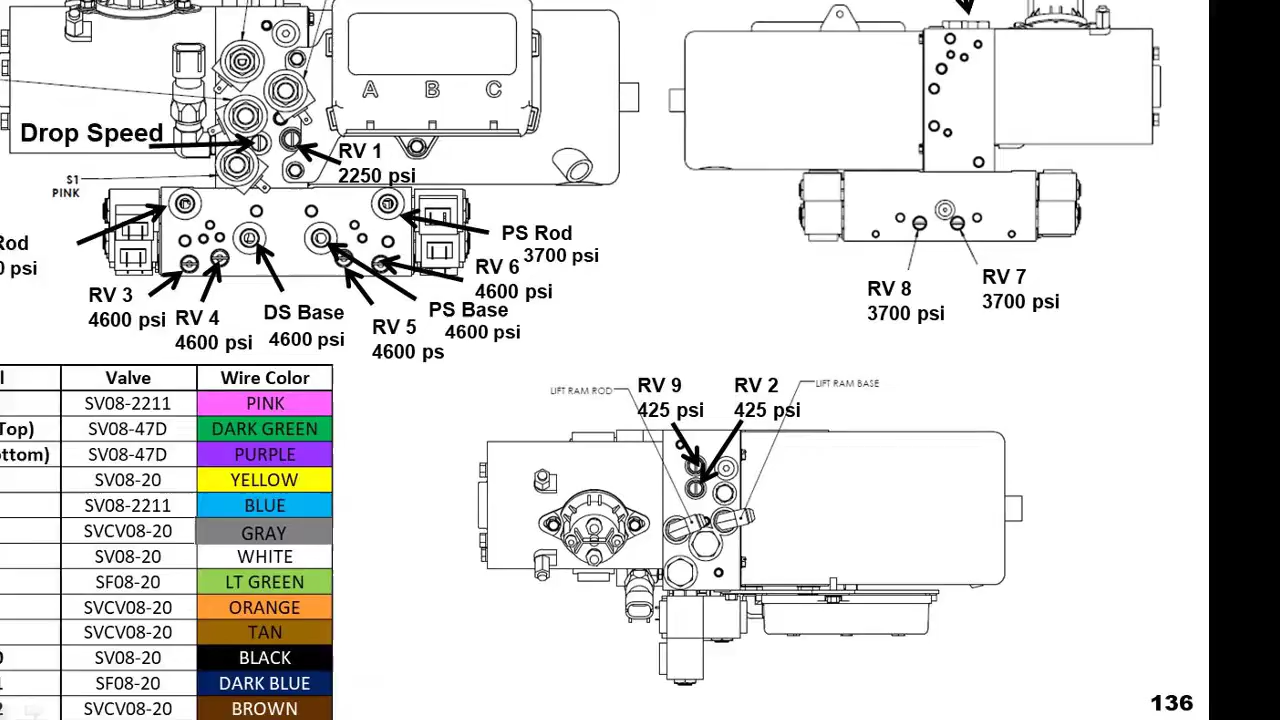 A B C
Drop Speed
RV 1
2250 psi
S1
PINK
Rod
0 psi
PS Rod
3700 psi
RV 6
4600 psi
RV 3
4600 psi
RV 4
4600 psi
DS Base
4600 psi
PS Base
4600 psi
RV 5
4600 ps
RV 8
3700 psi
RV 7
3700 psi
l Valve Wire Color
SV08-2211 PINK
Top) SV08-47D DARK GREEN
ottom) SV08-47D PURPLE
SV08-20 YELLOW
SV08-2211 BLUE
SVCV08-20 GRAY
SV08-20 WHITE
SF08-20 LT GREEN
SVCV08-20 ORANGE
SVCV08-20 TAN
0 SV08-20 BLACK
1 SF08-20 DARK BLUE
2 SVCV08-20 BROWN
LIFT RAM ROD
RV 9
425 psi
RV 2
425 psi
LIFT RAM BASE
136